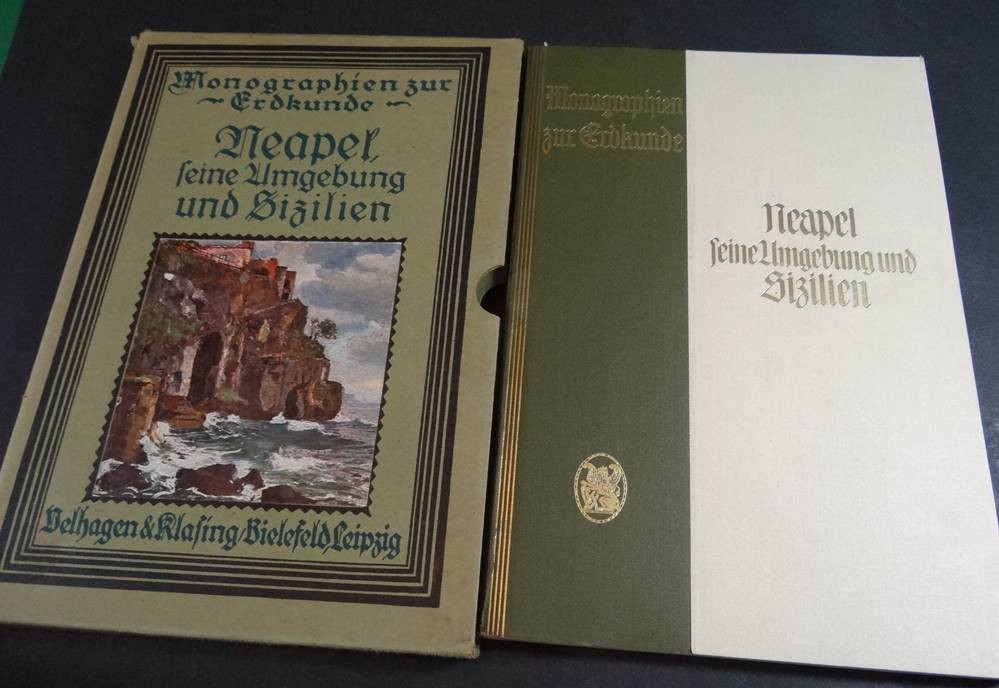 Monographien zur
Erdkunde
Neapel,
seine Umgebung
und Sizilien
Velhagen & Klasing / Bielefeld, Leipzig
Monographien
zur Erdkunde
Neapel
seine Umgebung und
Sizilien